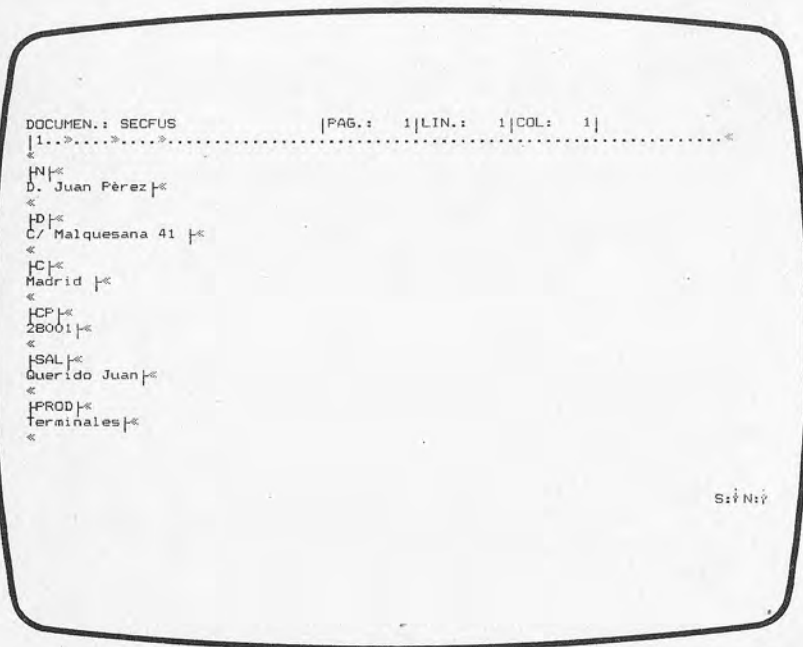 DOCUMEN.: SECFUS |PAG.: 1|LIN.: 1|COL: 1|
|1..»....»....»......................................................................«
«
├N├«
D. Juan Pèrez├«
«
├D├«
C/ Malquesana 41 ├«
«
├C├«
Madrid ├«
«
├CP├«
28001├«
«
├SAL├«
Querido Juan├«
«
├PROD├«
Terminales├«
«
S: N: